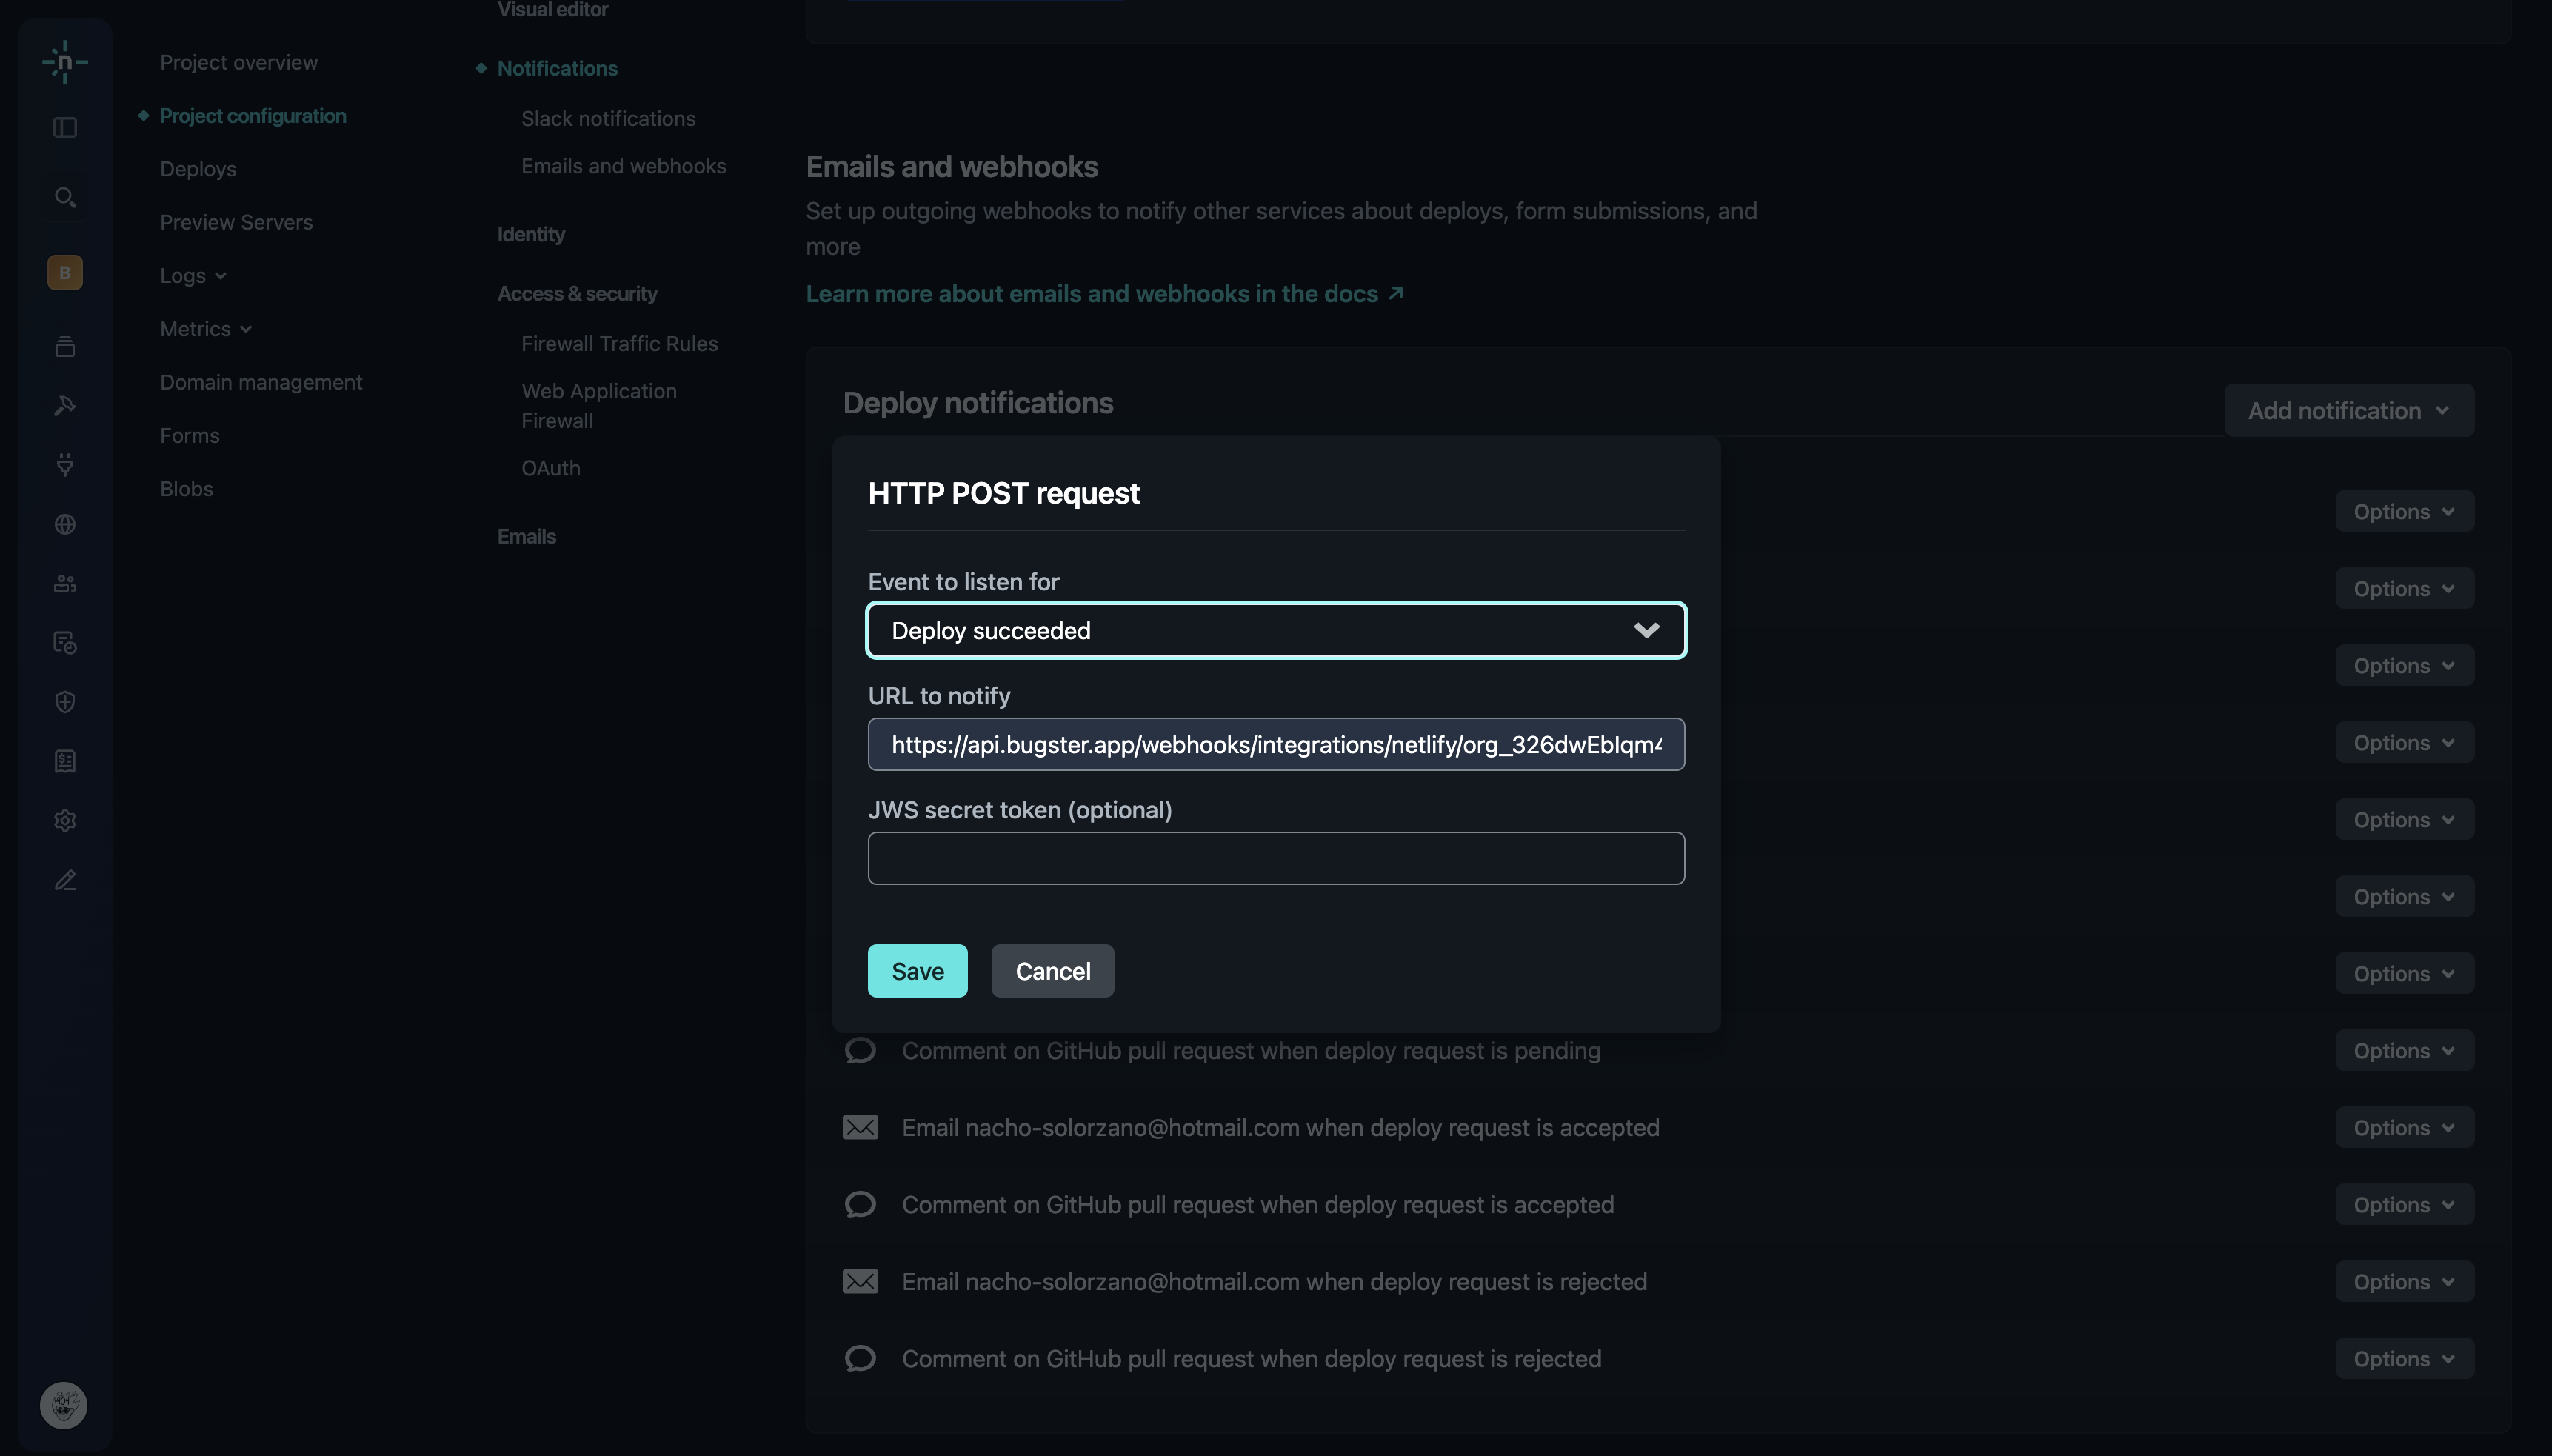 n
B
Project overview
Project configuration
Deploys
Preview Servers
Logs
Metrics
Domain management
Forms
Blobs
Visual editor
Notifications
Slack notifications
Emails and webhooks
Identity
Access & security
Firewall Traffic Rules
Web Application
Firewall
OAuth
Emails
Emails and webhooks
Set up outgoing webhooks to notify other services about deploys, form submissions, and
more
Learn more about emails and webhooks in the docs
Deploy notifications
Add notification
HTTP POST request
Event to listen for
Deploy succeeded
URL to notify
https://api.bugster.app/webhooks/integrations/netlify/org_326dwEbIqm4
JWS secret token (optional)
Save
Cancel
Options
Options
Options
Options
Options
Options
Options
Comment on GitHub pull request when deploy request is pending
Options
Email nacho-solorzano@hotmail.com when deploy request is accepted
Options
Comment on GitHub pull request when deploy request is accepted
Options
Email nacho-solorzano@hotmail.com when deploy request is rejected
Options
Comment on GitHub pull request when deploy request is rejected
Options
404